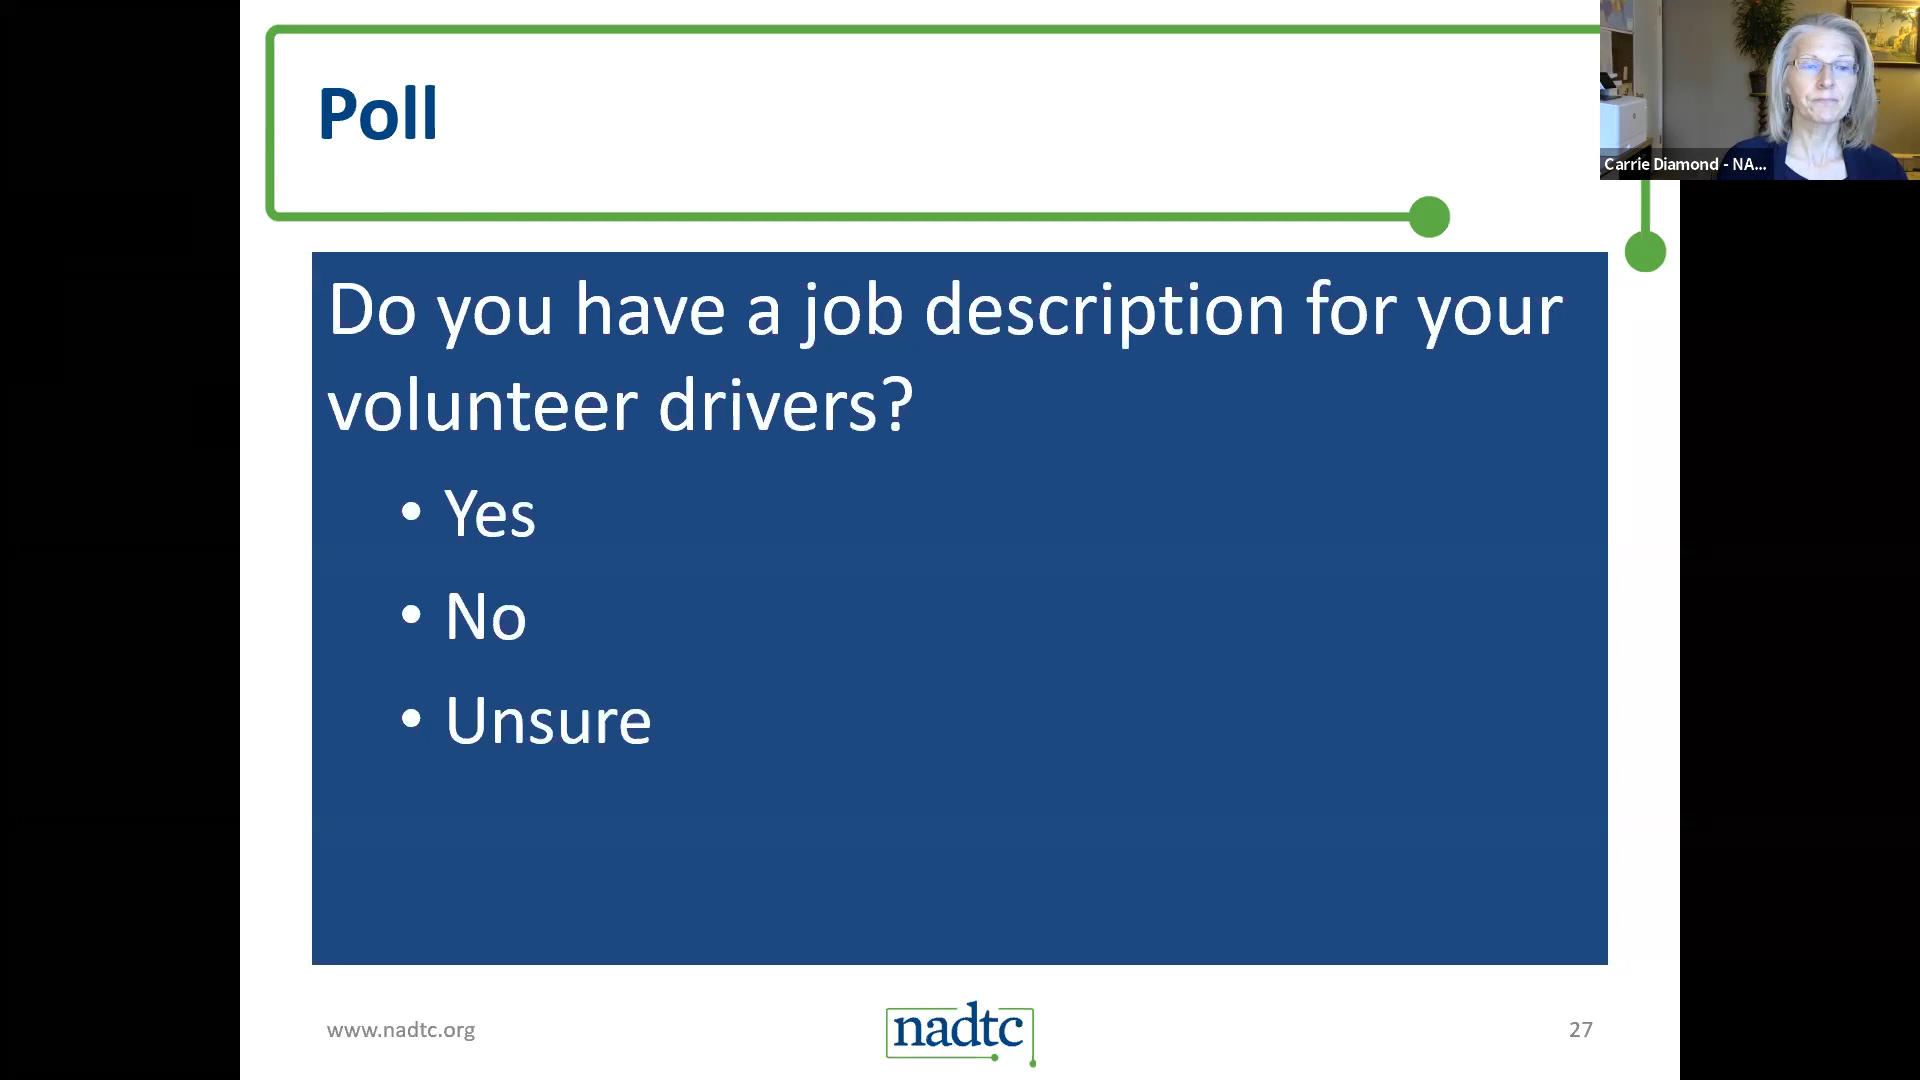 Poll
Carrie Diamond - NA...
Do you have a job description for your
volunteer drivers?
• Yes
• No
• Unsure
www.nadtc.org
nadtc
27